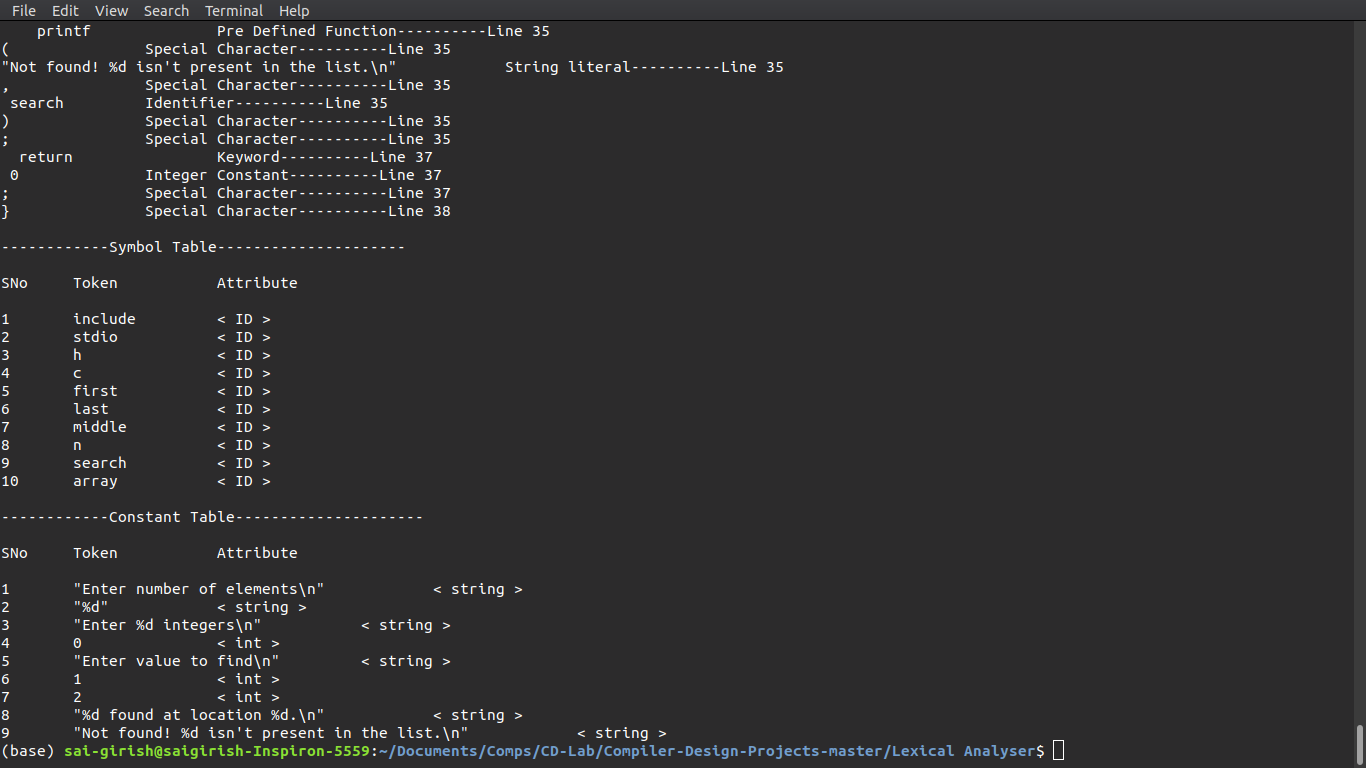 File Edit View Search Terminal Help
printf Pre Defined Function----------Line 35
( Special Character----------Line 35
"Not found! %d isn't present in the list.\n" String literal----------Line 35
, Special Character----------Line 35
search Identifier----------Line 35
) Special Character----------Line 35
; Special Character----------Line 35
return Keyword----------Line 37
0 Integer Constant----------Line 37
; Special Character----------Line 37
} Special Character----------Line 38
------------Symbol Table---------------------
SNo Token Attribute
1 include < ID >
2 stdio < ID >
3 h < ID >
4 c < ID >
5 first < ID >
6 last < ID >
7 middle < ID >
8 n < ID >
9 search < ID >
10 array < ID >
------------Constant Table---------------------
SNo Token Attribute
1 "Enter number of elements\n" < string >
2 "%d" < string >
3 "Enter %d integers\n" < string >
4 0 < int >
5 "Enter value to find\n" < string >
6 1 < int >
7 2 < int >
8 "%d found at location %d.\n" < string >
9 "Not found! %d isn't present in the list.\n" < string >
(base) sai-girish@saigirish-Inspiron-5559:~/Documents/Comps/CD-Lab/Compiler-Design-Projects-master/Lexical Analyser$